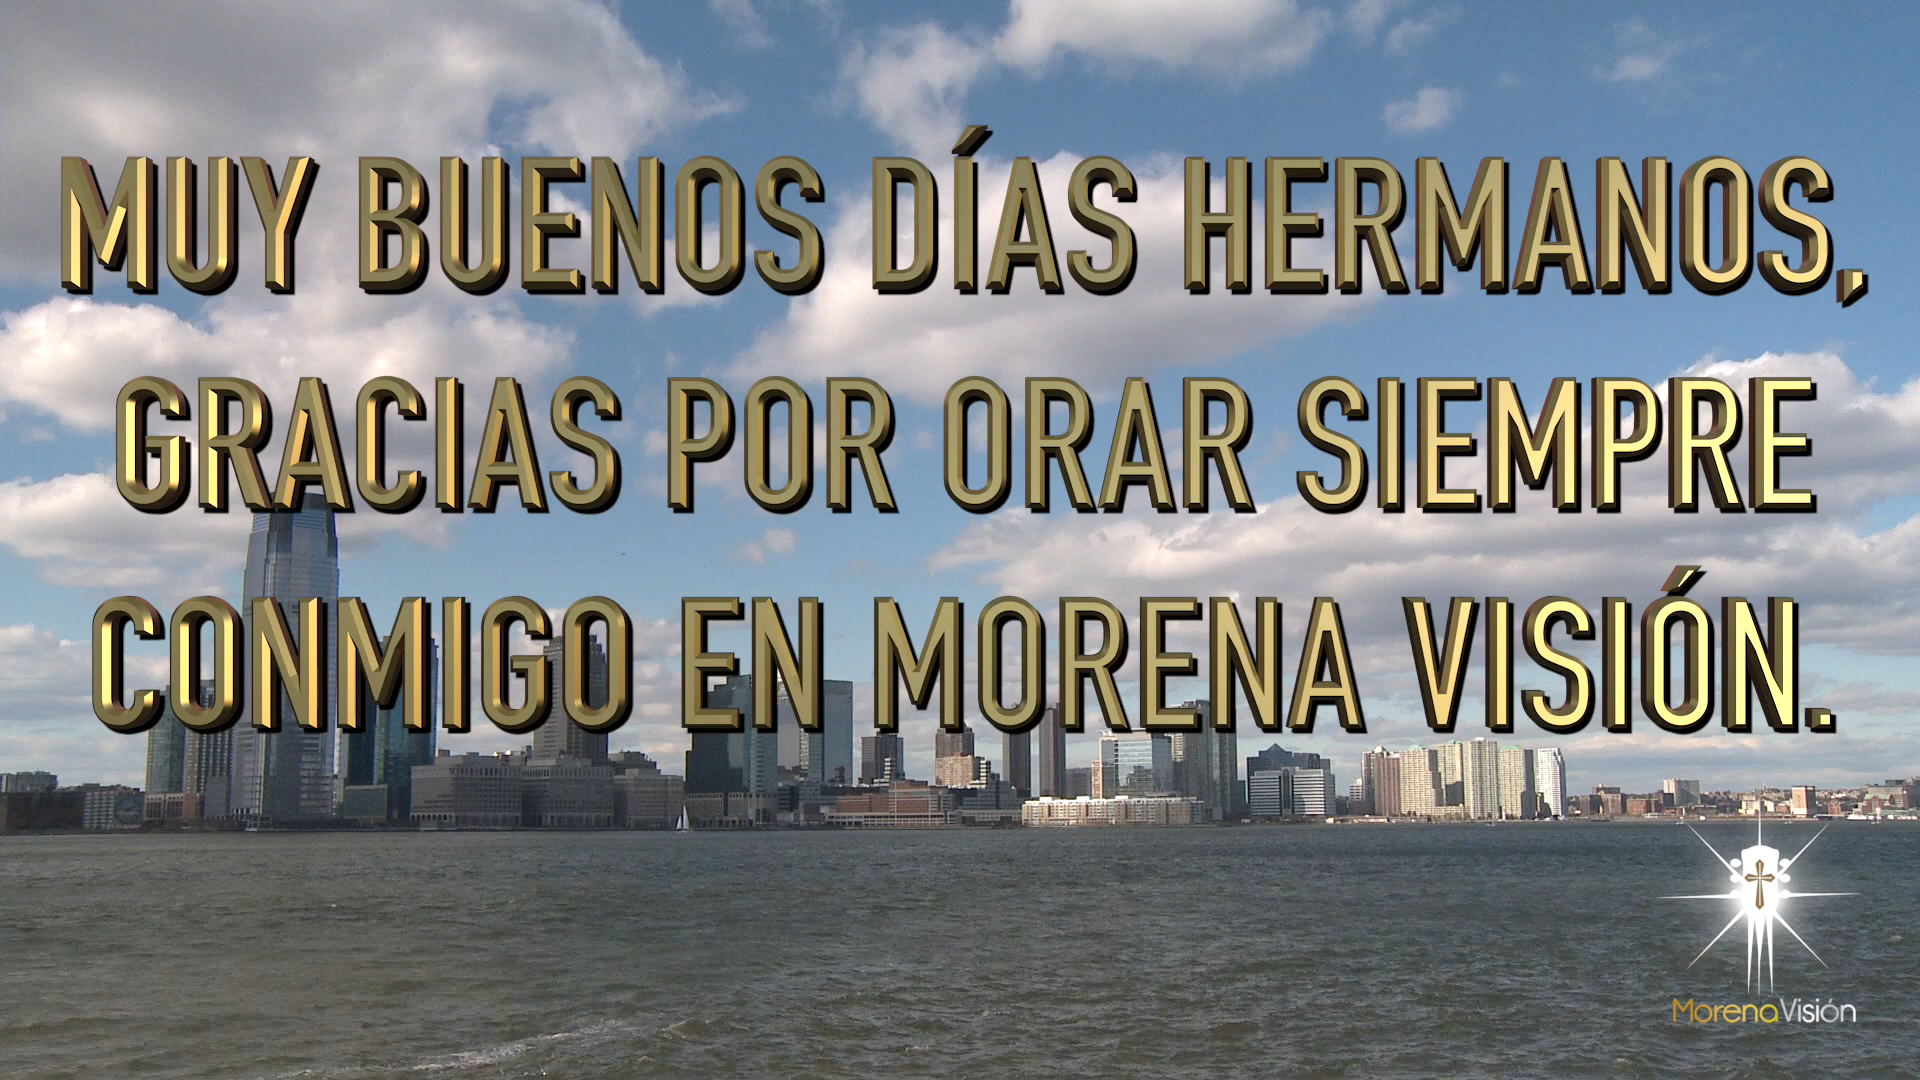 MUY BUENOS DÍAS HERMANOS,
GRACIAS POR ORAR SIEMPRE
CONMIGO EN MORENA VISIÓN.
MorenaVisión